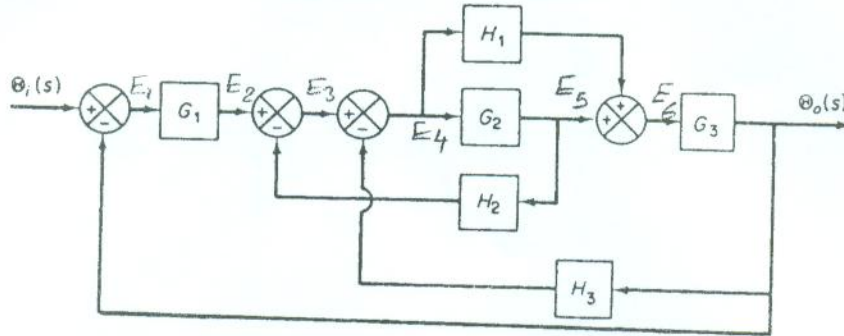 H₁
Θᵢ(s)
E₁
G₁
E₂
E₃
E₄
G₂
E₅
E₆
G₃
Θₒ(s)
H₂
H₃